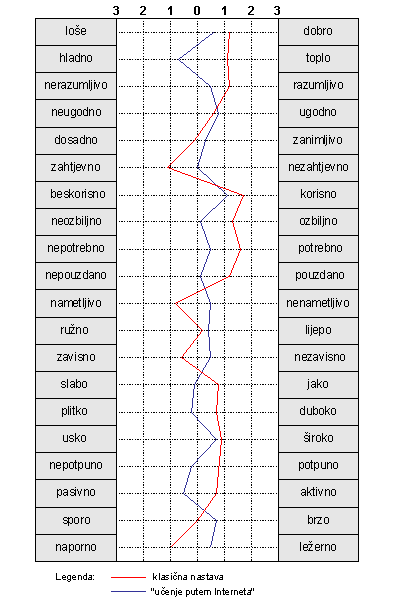 3 2 1 0 1 2 3
loše dobro
hladno toplo
nerazumljivo razumljivo
neugodno ugodno
dosadno zanimljivo
zahtjevno nezahtjevno
beskorisno korisno
neozbiljno ozbiljno
nepotrebno potrebno
nepouzdano pouzdano
nametljivo nenametljivo
ružno lijepo
zavisno nezavisno
slabo jako
plitko duboko
usko široko
nepotpuno potpuno
pasivno aktivno
sporo brzo
naporno ležerno
Legenda: klasična nastava
"učenje putem Interneta"